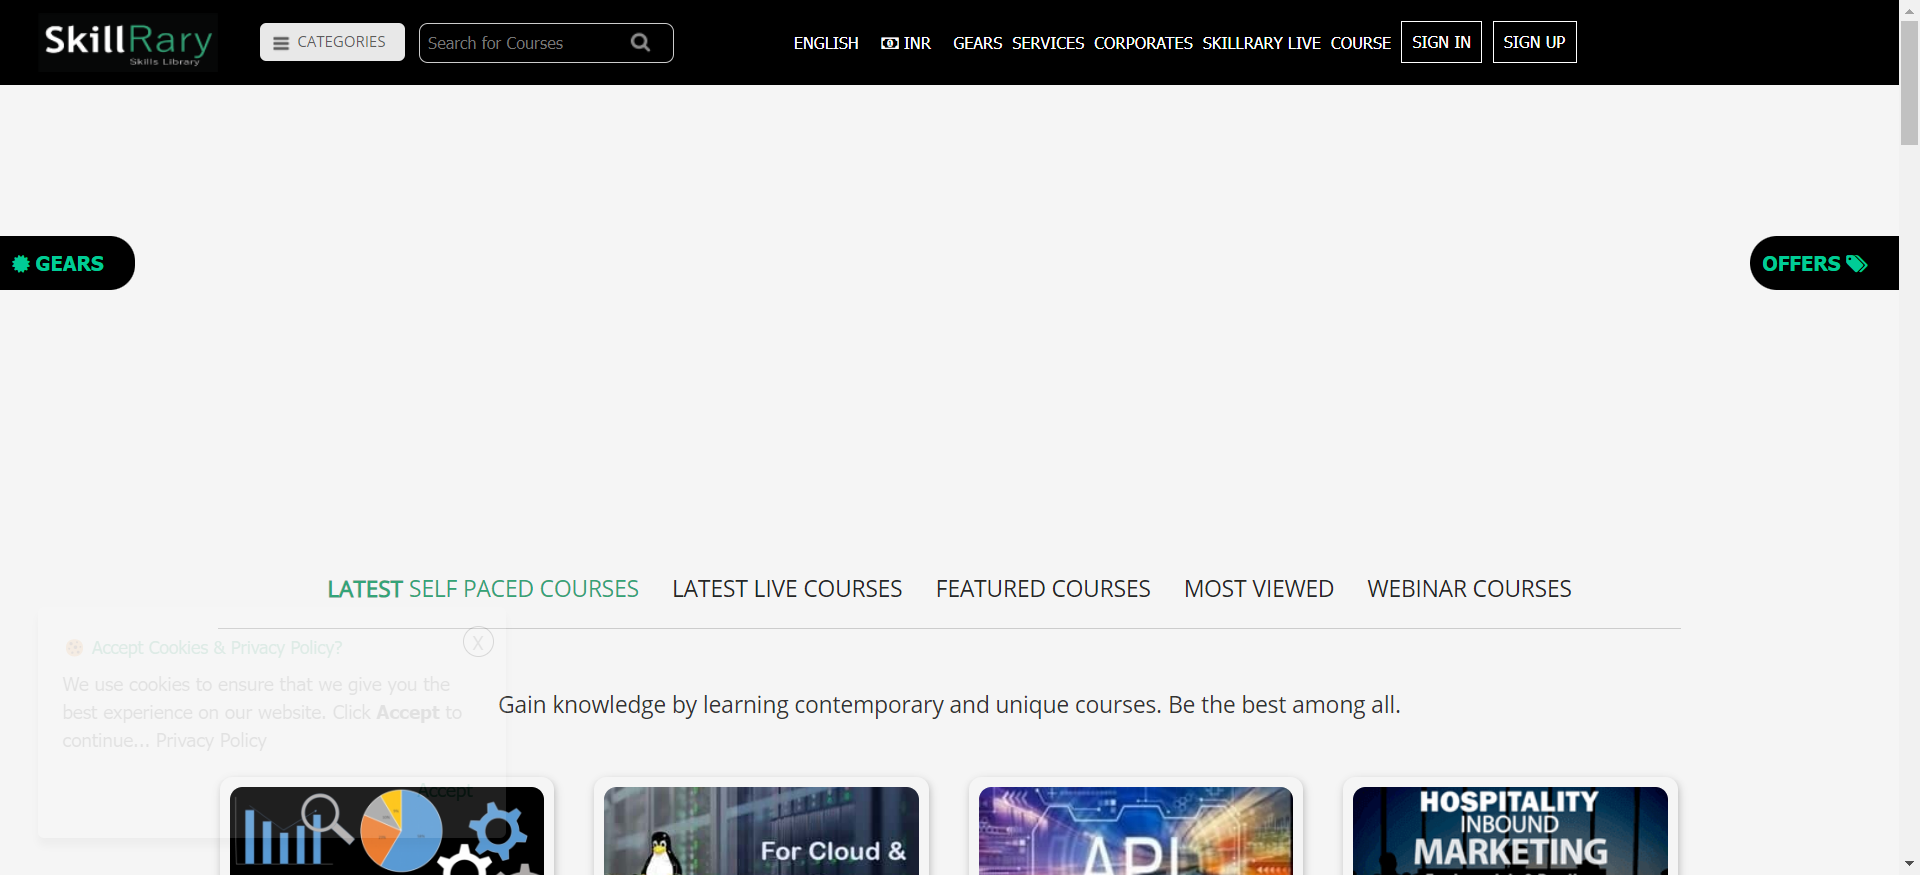 SkillRary
Skills Library
CATEGORIES
Search for Courses
ENGLISH
INR
GEARS
SERVICES
CORPORATES
SKILLRARY LIVE
COURSE
SIGN IN
SIGN UP
GEARS
OFFERS
LATEST SELF PACED COURSES
LATEST LIVE COURSES
FEATURED COURSES
MOST VIEWED
WEBINAR COURSES
Accept Cookies & Privacy Policy?
X
We use cookies to ensure that we give you the
best experience on our website. Click Accept to
continue... Privacy Policy
Accept
Gain knowledge by learning contemporary and unique courses. Be the best among all.
For Cloud &
API
HOSPITALITY
INBOUND
MARKETING